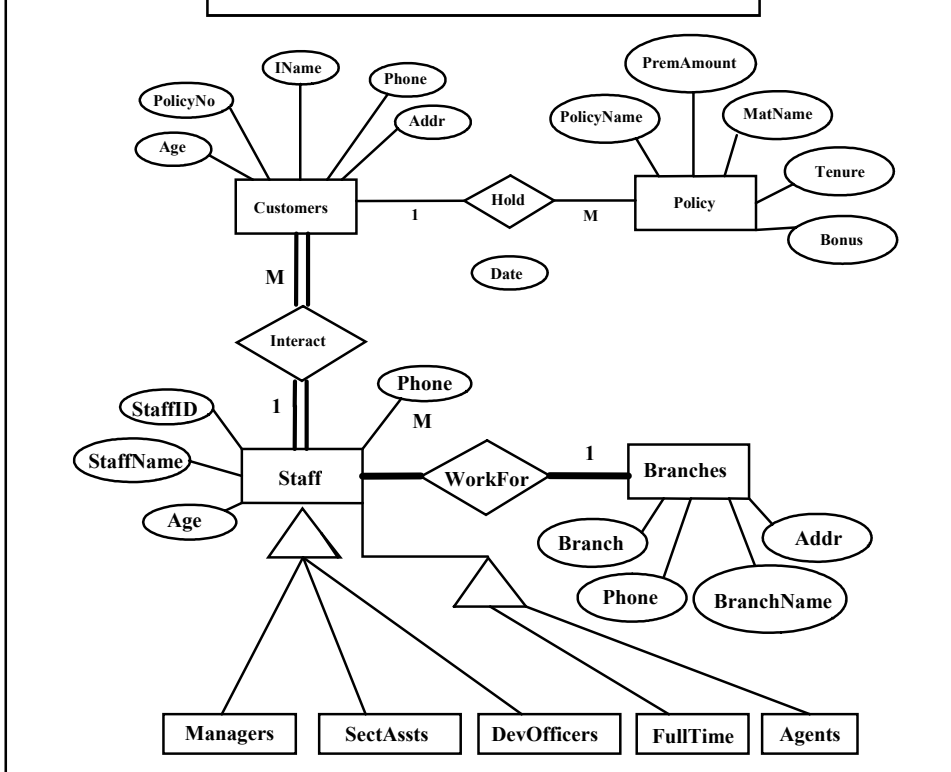 IName
PremAmount
Phone
PolicyNo
MatName
PolicyName
Addr
Age
Tenure
Customers
Hold
Policy
1
M
Bonus
Date
M
Interact
Phone
StaffID
1
M
StaffName
1
Branches
Staff
WorkFor
Age
Branch
Addr
Phone
BranchName
Managers
SectAssts
DevOfficers
FullTime
Agents